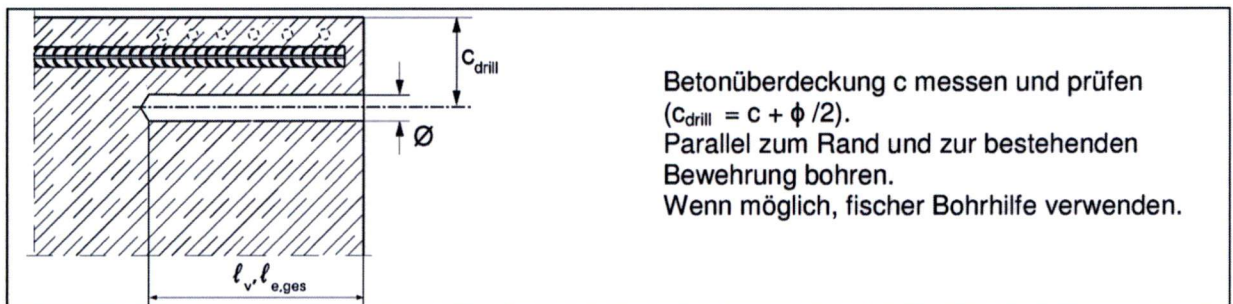 c_drill
Ø
ℓ_v,ℓ_e,ges
Betonüberdeckung c messen und prüfen
(c_drill = c + ϕ /2).
Parallel zum Rand und zur bestehenden
Bewehrung bohren.
Wenn möglich, fischer Bohrhilfe verwenden.